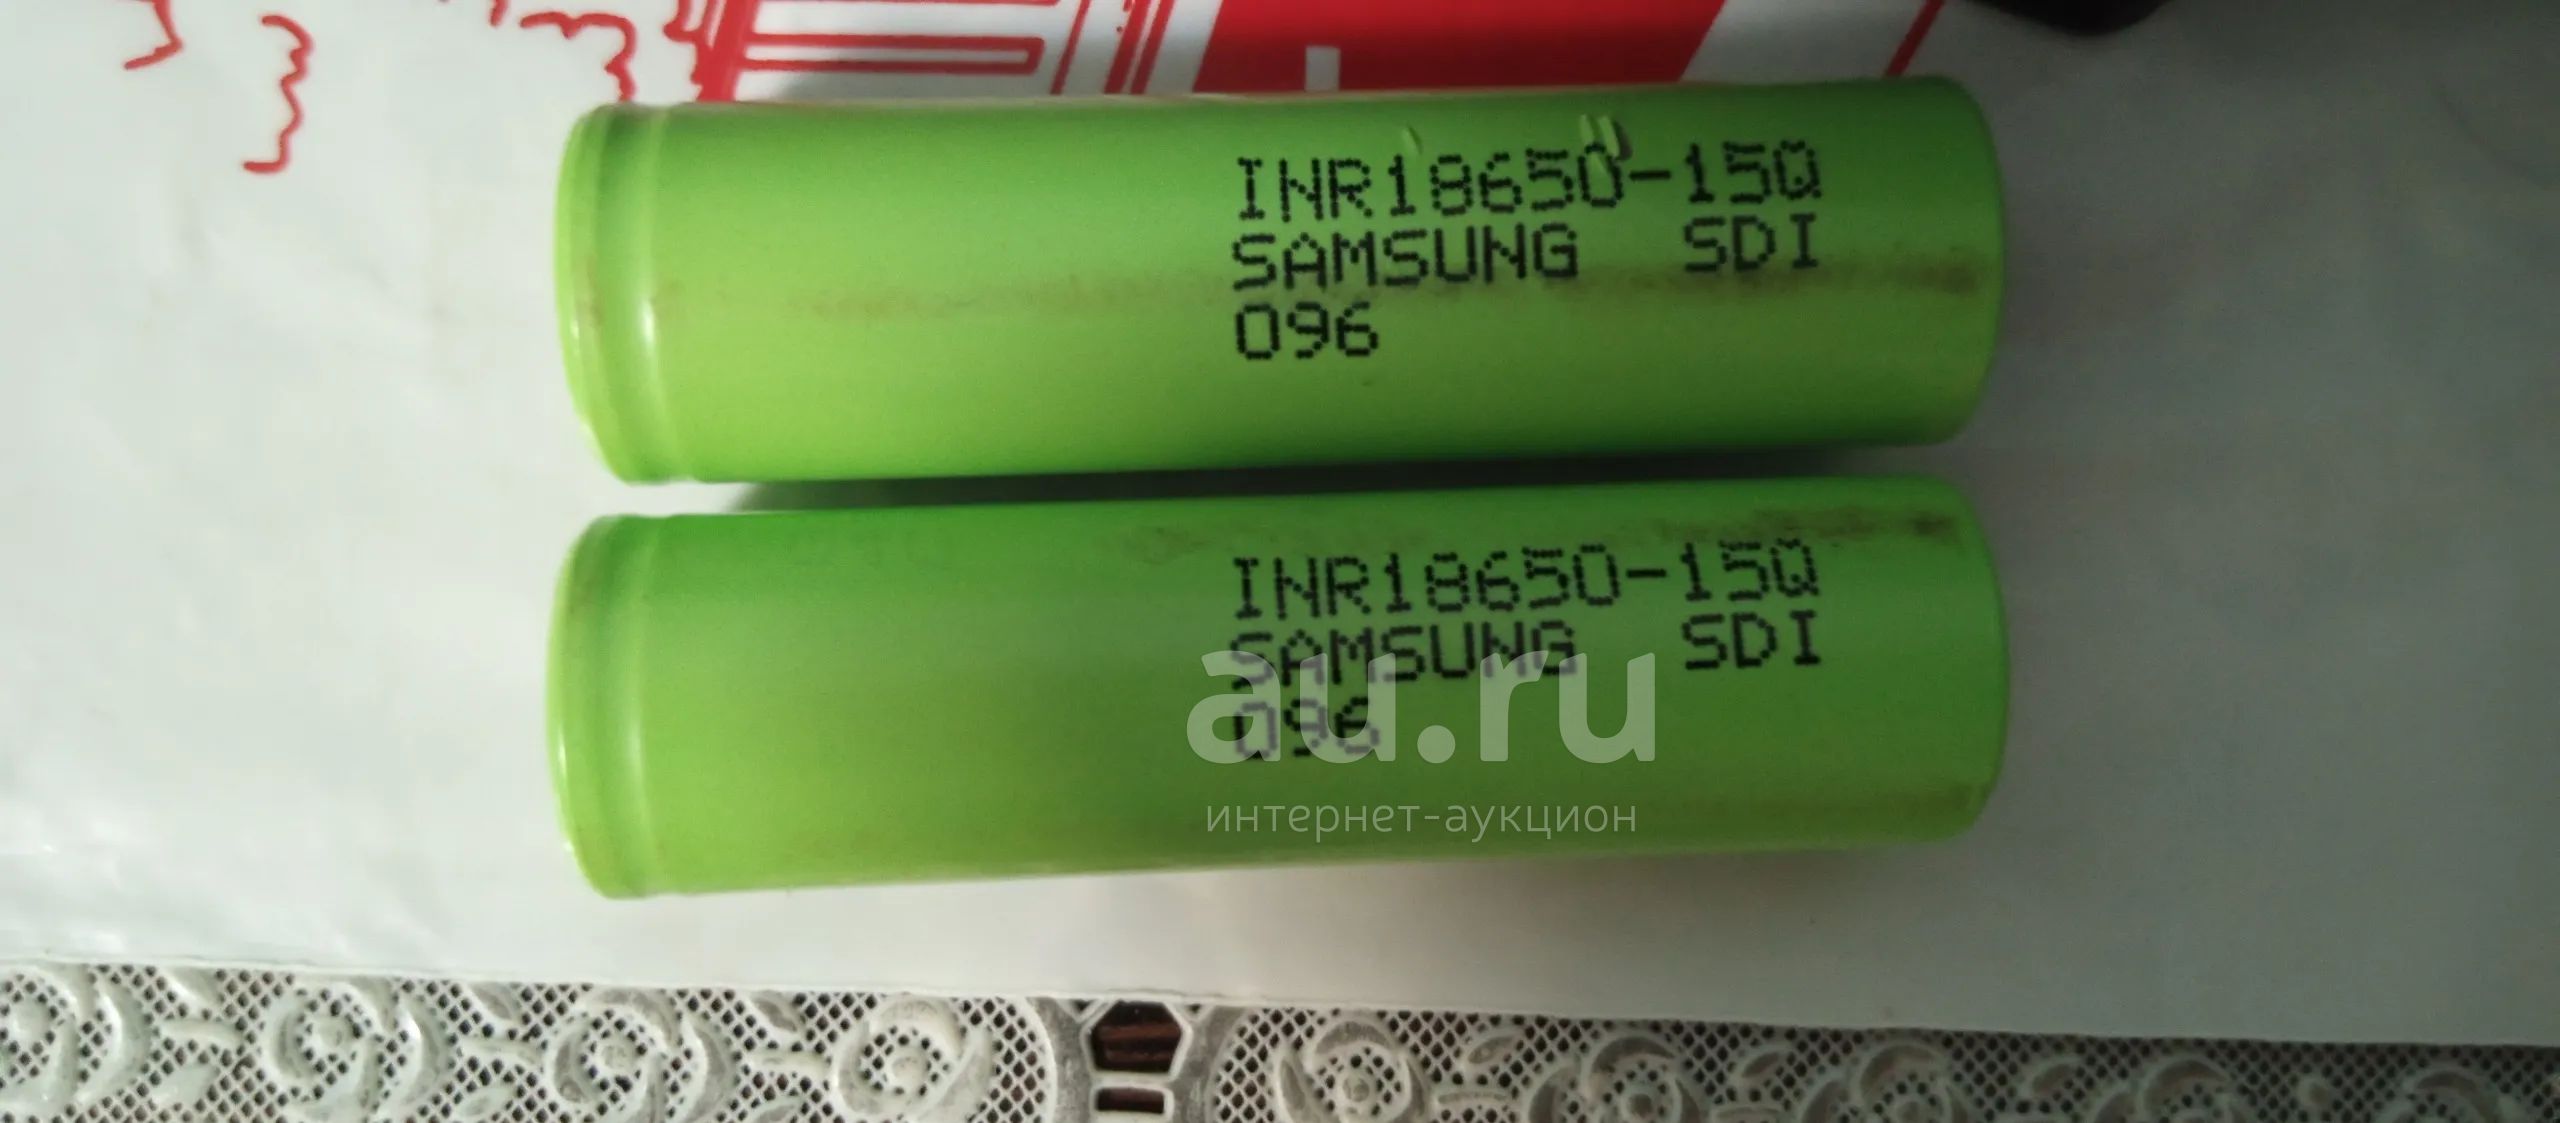 INR18650-15Q
SAMSUNG SDI
096
INR18650-15Q
SAMSUNG SDI
096
au.ru
интернет-аукцион